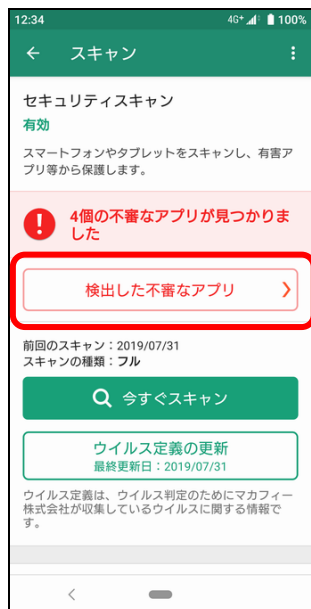 12:34 4G+ 100%
スキャン
セキュリティスキャン
有効
スマートフォンやタブレットをスキャンし、有害ア
プリ等から保護します。
4個の不審なアプリが見つかりま
した
検出した不審なアプリ
前回のスキャン：2019/07/31
スキャンの種類：フル
今すぐスキャン
ウイルス定義の更新
最終更新日：2019/07/31
ウイルス定義は、ウイルス判定のためにマカフィー
株式会社が収集しているウイルスに関する情報で
す。